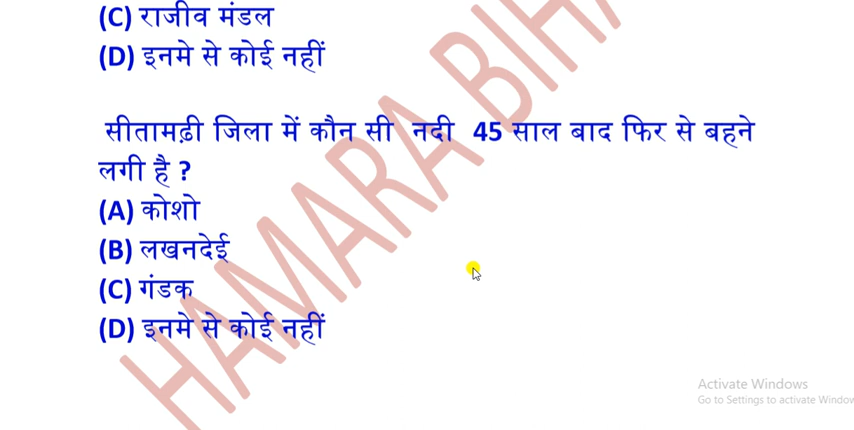 (C) राजीव मंडल
(D) इनमे से कोई नहीं
सीतामढ़ी जिला में कौन सी नदी 45 साल बाद फिर से बहने
लगी है ?
(A) कोशो
(B) लखनदेई
(C) गंडक
(D) इनमे से कोई नहीं
HAMARA BIHA
Activate Windows
Go to Settings to activate Window